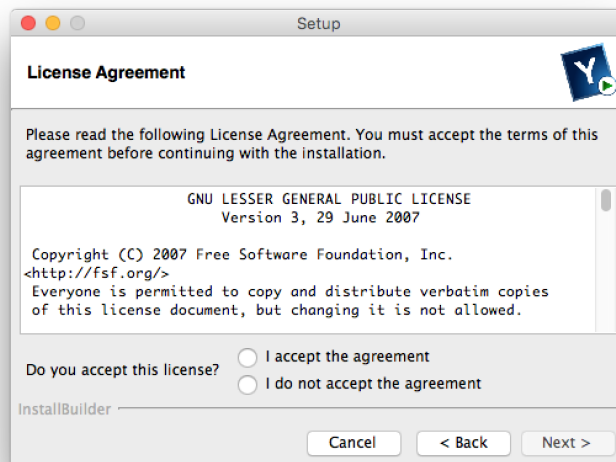 Setup
License Agreement
Y
Please read the following License Agreement. You must accept the terms of this
agreement before continuing with the installation.
GNU LESSER GENERAL PUBLIC LICENSE
Version 3, 29 June 2007
Copyright (C) 2007 Free Software Foundation, Inc.
<http://fsf.org/>
Everyone is permitted to copy and distribute verbatim copies
of this license document, but changing it is not allowed.
Do you accept this license?
I accept the agreement
I do not accept the agreement
InstallBuilder
Cancel
< Back
Next >